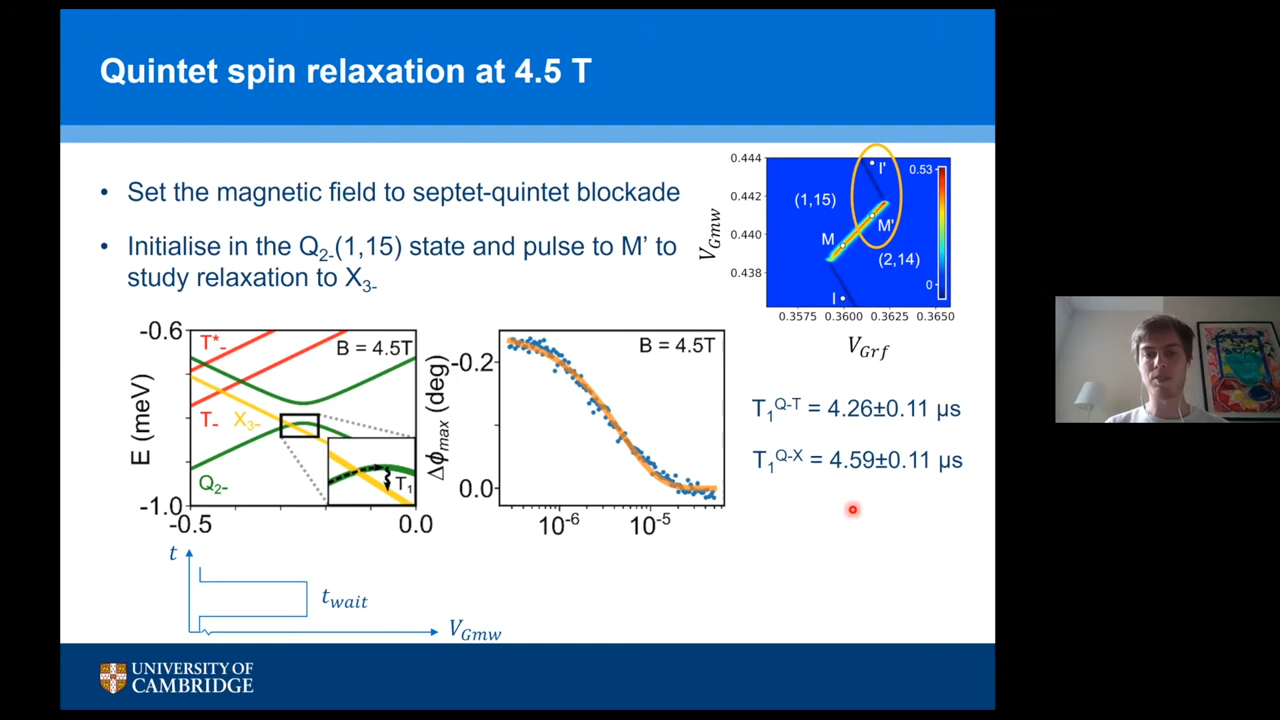 Quintet spin relaxation at 4.5 T
• Set the magnetic field to septet-quintet blockade
• Initialise in the Q2-(1,15) state and pulse to M’ to
study relaxation to X3-
0.444
0.442
0.440
0.438
VGmw
0.3575 0.3600 0.3625 0.3650
VGrf
I'
(1,15)
M'
M
(2,14)
I
0.53
0
-0.6
-1.0
E (meV)
-0.5
0.0
T*-
B = 4.5T
T-
X3-
Q2-
T1
Δϕmax (deg)
-0.2
0.0
B = 4.5T
10-6
10-5
T1Q-T = 4.26±0.11 µs
T1Q-X = 4.59±0.11 µs
t
twait
VGmw
UNIVERSITY OF
CAMBRIDGE